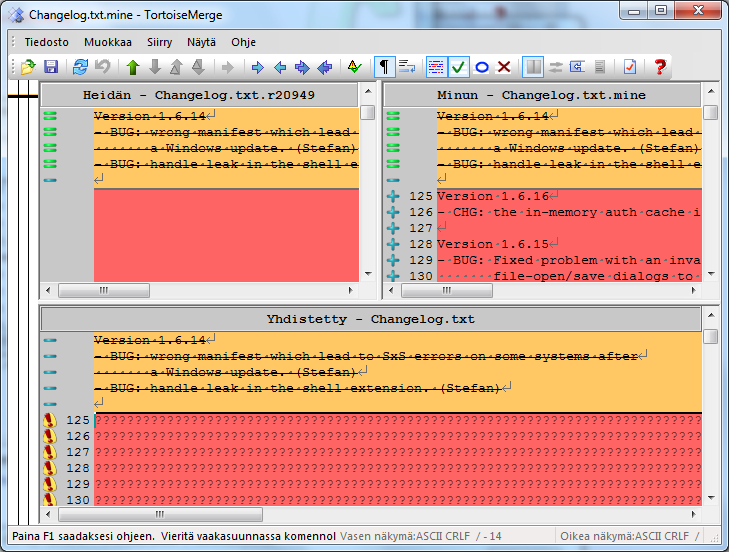 Changelog.txt.mine - TortoiseMerge
Tiedosto Muokkaa Siirry Näytä Ohje
Heidän - Changelog.txt.r20949
Version·1.6.14
-·BUG:·wrong·manifest·which·lead·
·······a·Windows·update.·(Stefan)
-·BUG:·handle·leak·in·the·shell·e
Minun - Changelog.txt.mine
Version·1.6.14
-·BUG:·wrong·manifest·which·lead·
·······a·Windows·update.·(Stefan)
-·BUG:·handle·leak·in·the·shell·e
125 Version·1.6.16
126 -·CHG:·the·in-memory·auth·cache·i
127
128 Version·1.6.15
129 -·BUG:·Fixed·problem·with·an·inva
130 ·······file-open/save·dialogs·to·
Yhdistetty - Changelog.txt
Version·1.6.14
-·BUG:·wrong·manifest·which·lead·to·SxS·errors·on·some·systems·after
·······a·Windows·update.·(Stefan)
-·BUG:·handle·leak·in·the·shell·extension.·(Stefan)
125 ???????????????????????????????????????????????????????????????????????????
126 ???????????????????????????????????????????????????????????????????????????
127 ???????????????????????????????????????????????????????????????????????????
128 ???????????????????????????????????????????????????????????????????????????
129 ???????????????????????????????????????????????????????????????????????????
130 ???????????????????????????????????????????????????????????????????????????
Paina F1 saadaksesi ohjeen. Vieritä vaakasuunnassa komennol Vasen näkymä:ASCII CRLF / - 14 Oikea näkymä:ASCII CRLF /